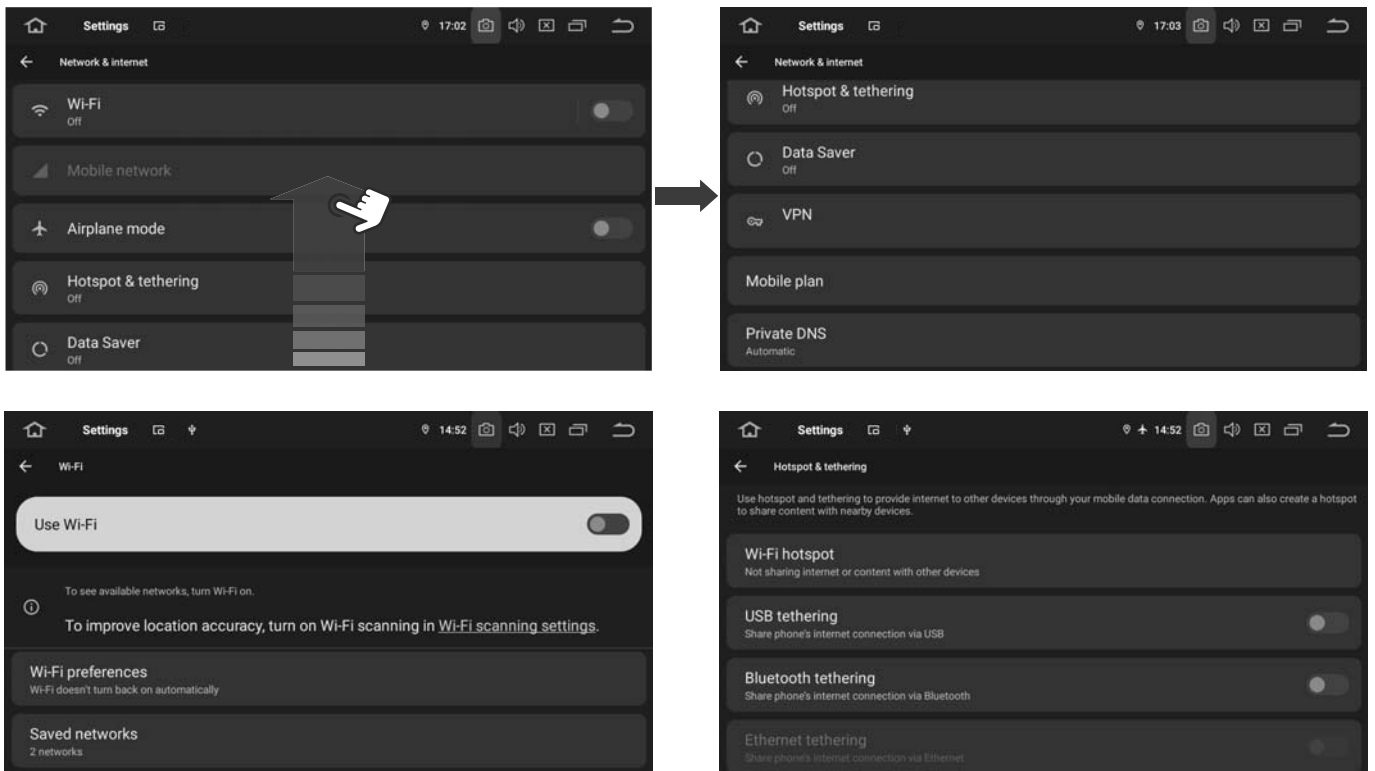 Settings
17:02
Network & internet
Wi-Fi
Off
Mobile network
Airplane mode
Hotspot & tethering
Off
Data Saver
Off
Settings
17:03
Network & internet
Hotspot & tethering
Off
Data Saver
Off
VPN
Mobile plan
Private DNS
Automatic
Settings
14:52
Wi-Fi
Use Wi-Fi
To see available networks, turn Wi-Fi on.
To improve location accuracy, turn on Wi-Fi scanning in Wi-Fi scanning settings.
Wi-Fi preferences
Wi-Fi doesn't turn back on automatically
Saved networks
2 networks
Settings
14:52
Hotspot & tethering
Use hotspot and tethering to provide internet to other devices through your mobile data connection. Apps can also create a hotspot
to share content with nearby devices.
Wi-Fi hotspot
Not sharing internet or content with other devices
USB tethering
Share phone's internet connection via USB
Bluetooth tethering
Share phone's internet connection via Bluetooth
Ethernet tethering
Share phone's internet connection via Ethernet